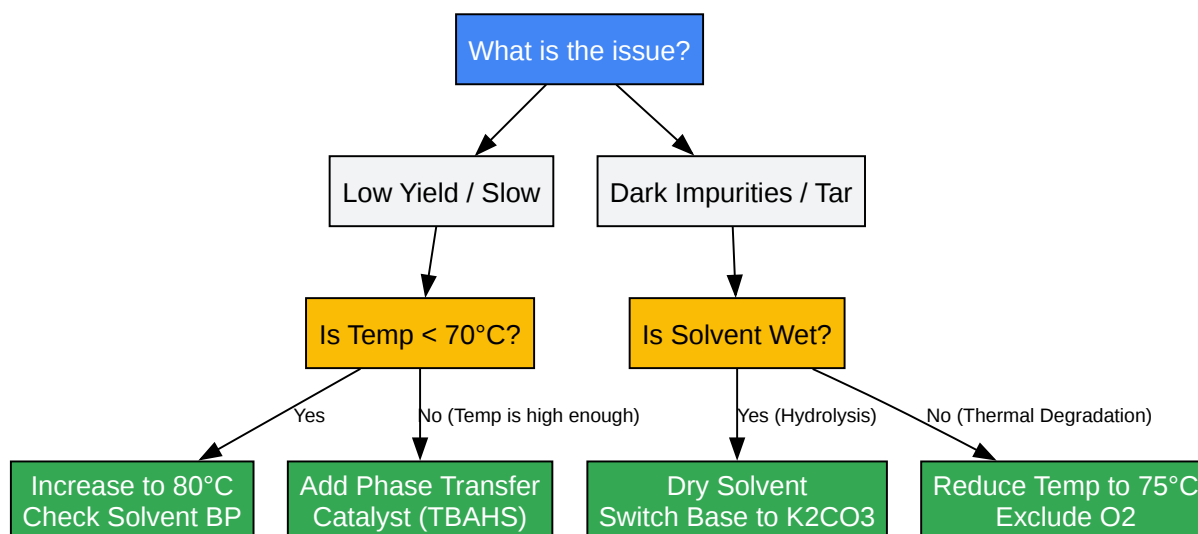 What is the issue?
Low Yield / Slow
Dark Impurities / Tar
Is Temp < 70°C?
Is Solvent Wet?
Yes
No (Temp is high enough)
Yes (Hydrolysis)
No (Thermal Degradation)
Increase to 80°C
Check Solvent BP
Add Phase Transfer
Catalyst (TBAHS)
Dry Solvent
Switch Base to K2CO3
Reduce Temp to 75°C
Exclude O2